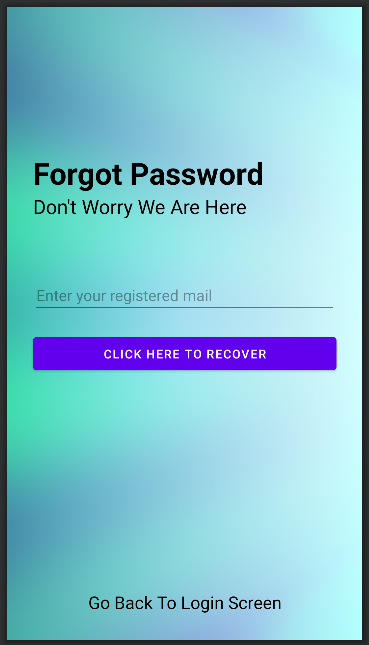 Forgot Password
Don't Worry We Are Here
Enter your registered mail
CLICK HERE TO RECOVER
Go Back To Login Screen